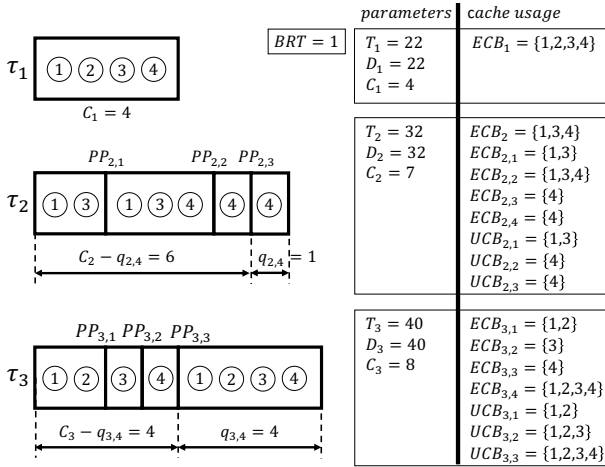 parameters cache usage
BRT = 1
τ₁
① ② ③ ④
C₁ = 4
T₁ = 22
D₁ = 22
C₁ = 4
ECB₁ = {1,2,3,4}
PP₂,₁ PP₂,₂ PP₂,₃
τ₂
① ③ ① ③ ④ ④ ④
C₂ − q₂,₄ = 6 q₂,₄ = 1
T₂ = 32
D₂ = 32
C₂ = 7
ECB₂ = {1,3,4}
ECB₂,₁ = {1,3}
ECB₂,₂ = {1,3,4}
ECB₂,₃ = {4}
ECB₂,₄ = {4}
UCB₂,₁ = {1,3}
UCB₂,₂ = {4}
UCB₂,₃ = {4}
PP₃,₁ PP₃,₂ PP₃,₃
τ₃
① ② ③ ④ ① ② ③ ④
C₃ − q₃,₄ = 4 q₃,₄ = 4
T₃ = 40
D₃ = 40
C₃ = 8
ECB₃,₁ = {1,2}
ECB₃,₂ = {3}
ECB₃,₃ = {4}
ECB₃,₄ = {1,2,3,4}
UCB₃,₁ = {1,2}
UCB₃,₂ = {1,2,3}
UCB₃,₃ = {1,2,3,4}